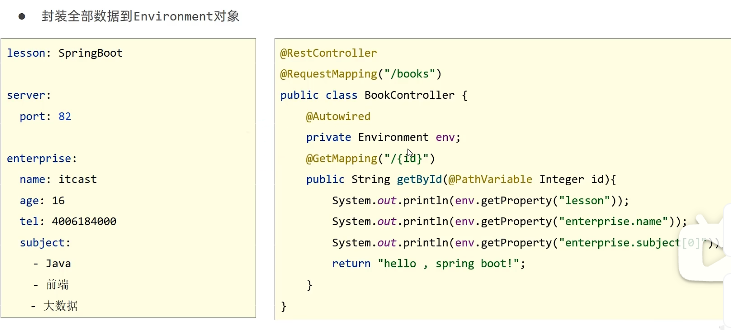 ● 封装全部数据到Environment对象
lesson: SpringBoot
server:
  port: 82
enterprise:
  name: itcast
  age: 16
  tel: 4006184000
  subject:
    - Java
    - 前端
    - 大数据
@RestController
@RequestMapping("/books")
public class BookController {
    @Autowired
    private Environment env;
    @GetMapping("/{id}")
    public String getById(@PathVariable Integer id){
        System.out.println(env.getProperty("lesson"));
        System.out.println(env.getProperty("enterprise.name"));
        System.out.println(env.getProperty("enterprise.subject[0]"));
        return "hello , spring boot!";
    }
}